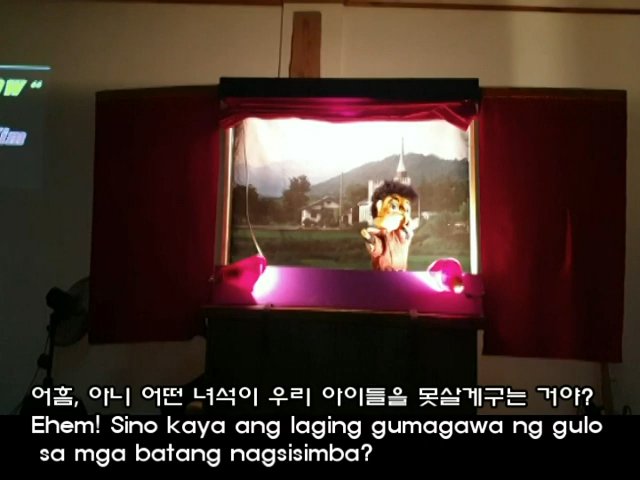 어흠, 아니 어떤 녀석이 우리 아이들을 못살게구는 거야?
Ehem! Sino kaya ang laging gumagawa ng gulo
sa mga batang nagsisimba?